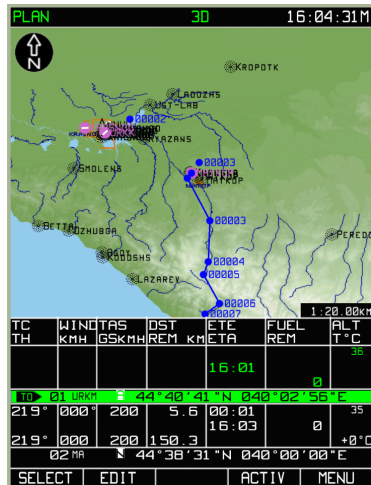 PLAN 3D 16:04:31M
N
KROPOTK
LADOZHS
UST-LAB
00002
RYAZANS
00003
SMOLENS
00003
BETTA
DZHUBGA
PERED
00004
00005
LAZAREV
00006
00007
1:20.00KM
TC WIND TAS DST ETE FUEL ALT
TH KMH GSKMH REM KM ETA REM T°C
36
16:01
0
TO 01 URKM 44°40'41"N 040°02'56"E
219° 000° 200 5.6 00:01 35
16:03 0
219° 200 150.3 +0°C
02 MA 44°38'31"N 040°00'00"E
SELECT EDIT ACTIV MENU